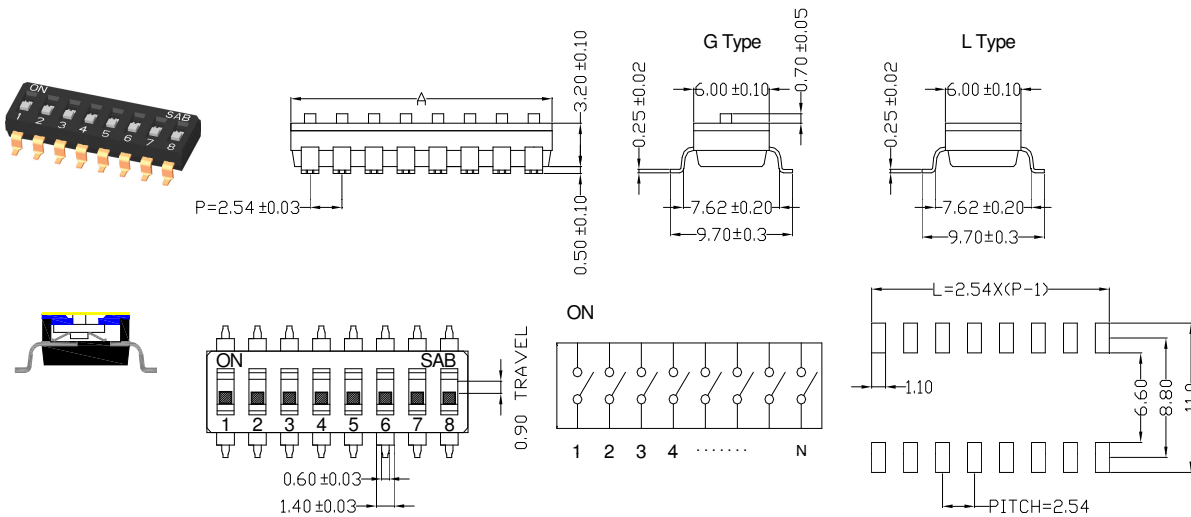 ON
SAB
1 2 3 4 5 6 7 8
A
3.20 ±0.10
P=2.54 ±0.03
0.50 ±0.10
G Type
0.25 ±0.02
6.00 ±0.10
0.70 ±0.05
7.62 ±0.20
9.70±0.3
L Type
0.25 ±0.02
6.00 ±0.10
7.62 ±0.20
9.70±0.3
ON SAB
1 2 3 4 5 6 7 8
0.90 TRAVEL
0.60 ±0.03
1.40 ±0.03
ON
1 2 3 4 ······· N
L=2.54X(P-1)
1.10
6.60
8.80
11.0
PITCH=2.54